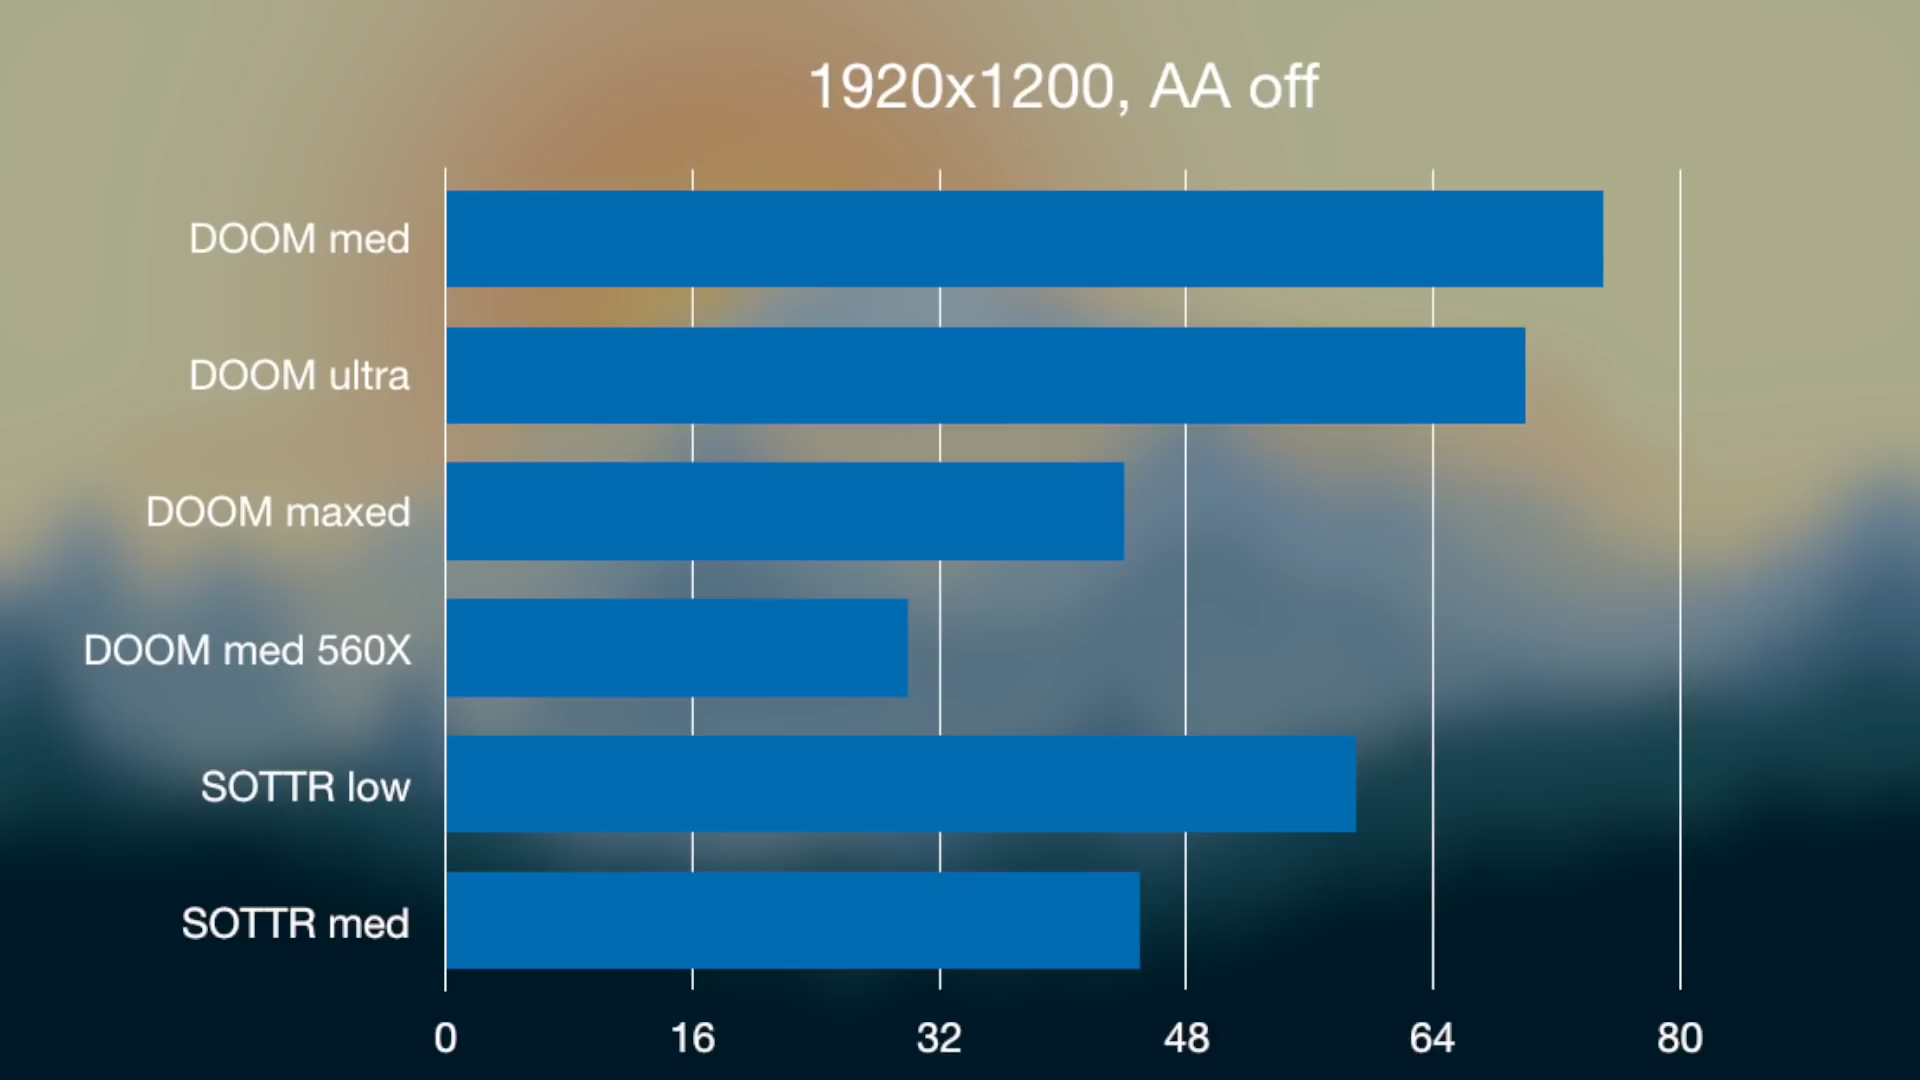 1920x1200, AA off
DOOM med
DOOM ultra
DOOM maxed
DOOM med 560X
SOTTR low
SOTTR med
0 16 32 48 64 80